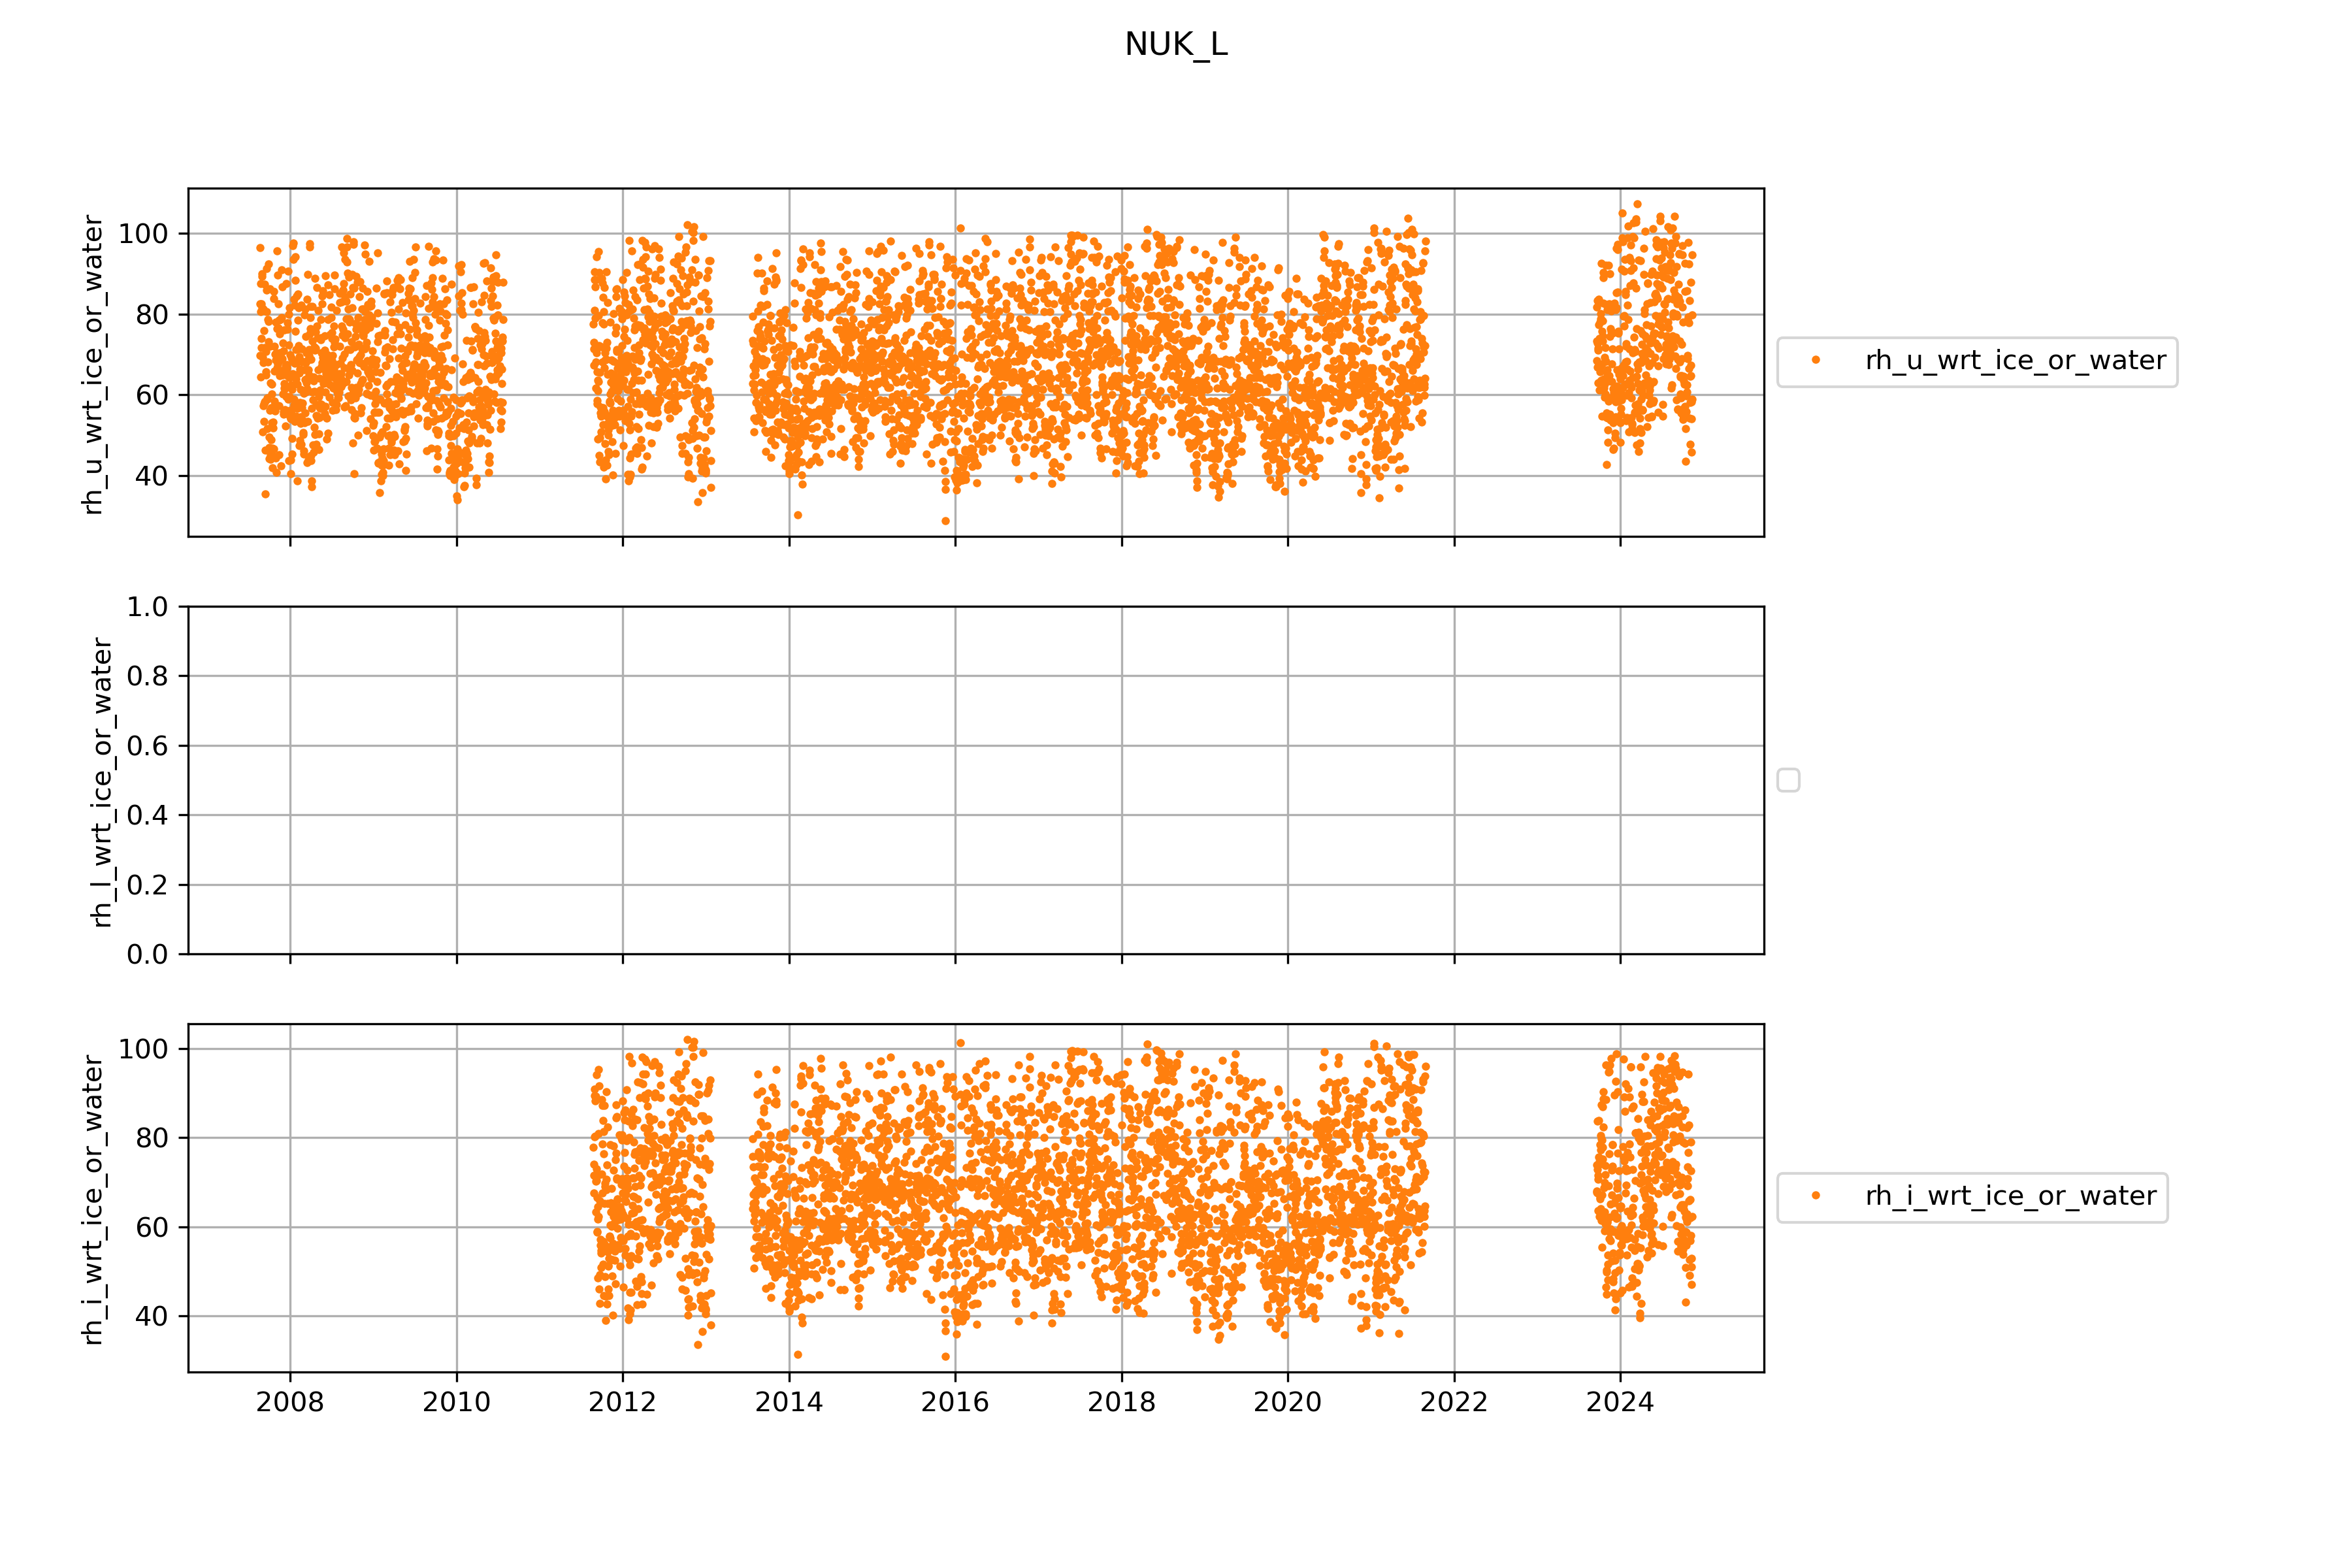 NUK_L
rh_u_wrt_ice_or_water
100
80
60
40
rh_u_wrt_ice_or_water
rh_l_wrt_ice_or_water
1.0
0.8
0.6
0.4
0.2
0.0
rh_i_wrt_ice_or_water
100
80
60
40
rh_i_wrt_ice_or_water
2008 2010 2012 2014 2016 2018 2020 2022 2024